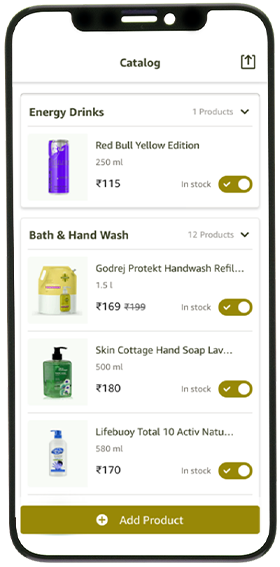 Catalog
Energy Drinks
1 Products
Red Bull Yellow Edition
250 ml
₹115
In stock
Bath & Hand Wash
12 Products
Godrej Protekt Handwash Refil...
1.5 l
₹169 ₹199
In stock
Skin Cottage Hand Soap Lav...
500 ml
₹180
In stock
Lifebuoy Total 10 Activ Natu...
580 ml
₹170
In stock
Add Product